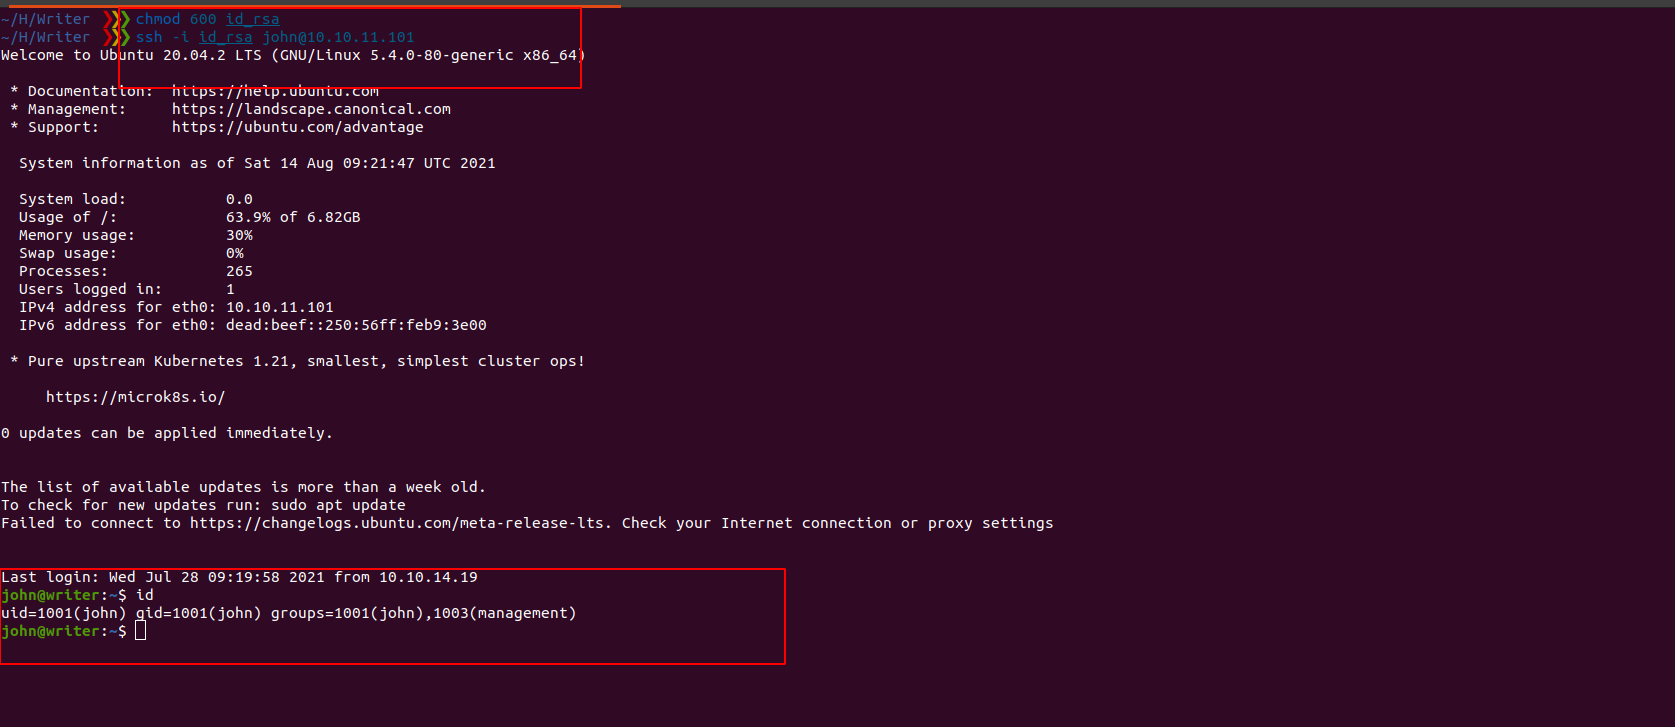 ~/H/Writer ❯❯❯ chmod 600 id_rsa
~/H/Writer ❯❯❯ ssh -i id_rsa john@10.10.11.101
Welcome to Ubuntu 20.04.2 LTS (GNU/Linux 5.4.0-80-generic x86_64)
* Documentation:  https://help.ubuntu.com
* Management:     https://landscape.canonical.com
* Support:        https://ubuntu.com/advantage
System information as of Sat 14 Aug 09:21:47 UTC 2021
System load:           0.0
Usage of /:            63.9% of 6.82GB
Memory usage:          30%
Swap usage:            0%
Processes:             265
Users logged in:       1
IPv4 address for eth0: 10.10.11.101
IPv6 address for eth0: dead:beef::250:56ff:feb9:3e00
* Pure upstream Kubernetes 1.21, smallest, simplest cluster ops!
https://microk8s.io/
0 updates can be applied immediately.
The list of available updates is more than a week old.
To check for new updates run: sudo apt update
Failed to connect to https://changelogs.ubuntu.com/meta-release-lts. Check your Internet connection or proxy settings
Last login: Wed Jul 28 09:19:58 2021 from 10.10.14.19
john@writer:~$ id
uid=1001(john) gid=1001(john) groups=1001(john),1003(management)
john@writer:~$